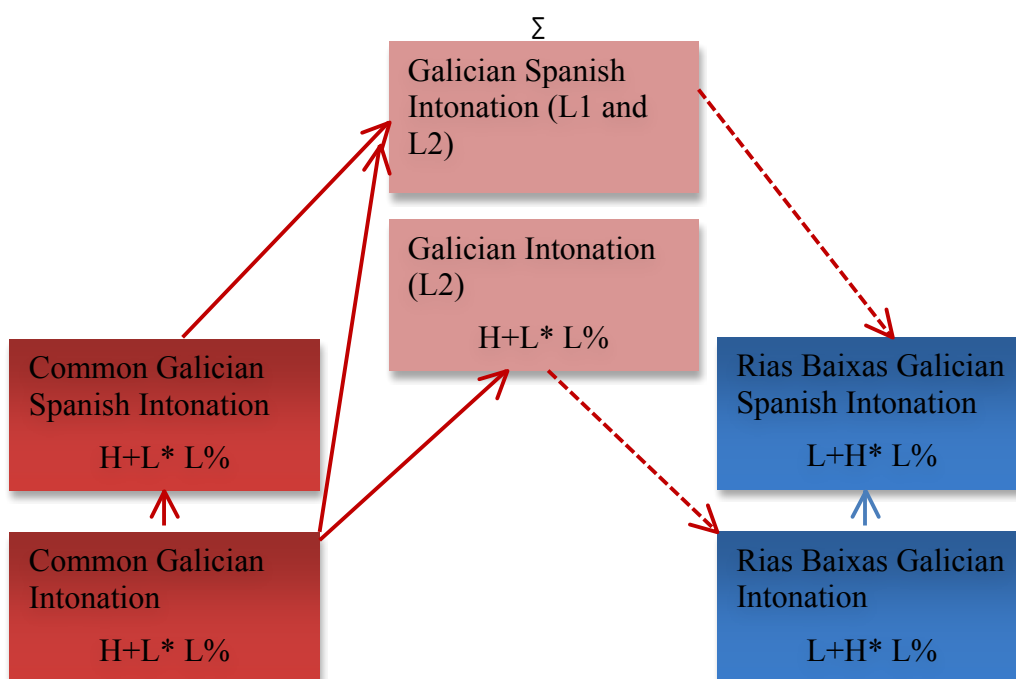 Σ
Galician Spanish
Intonation (L1 and
L2)
Galician Intonation
(L2)
H+L* L%
Common Galician
Spanish Intonation
H+L* L%
Rias Baixas Galician
Spanish Intonation
L+H* L%
Common Galician
Intonation
H+L* L%
Rias Baixas Galician
Intonation
L+H* L%